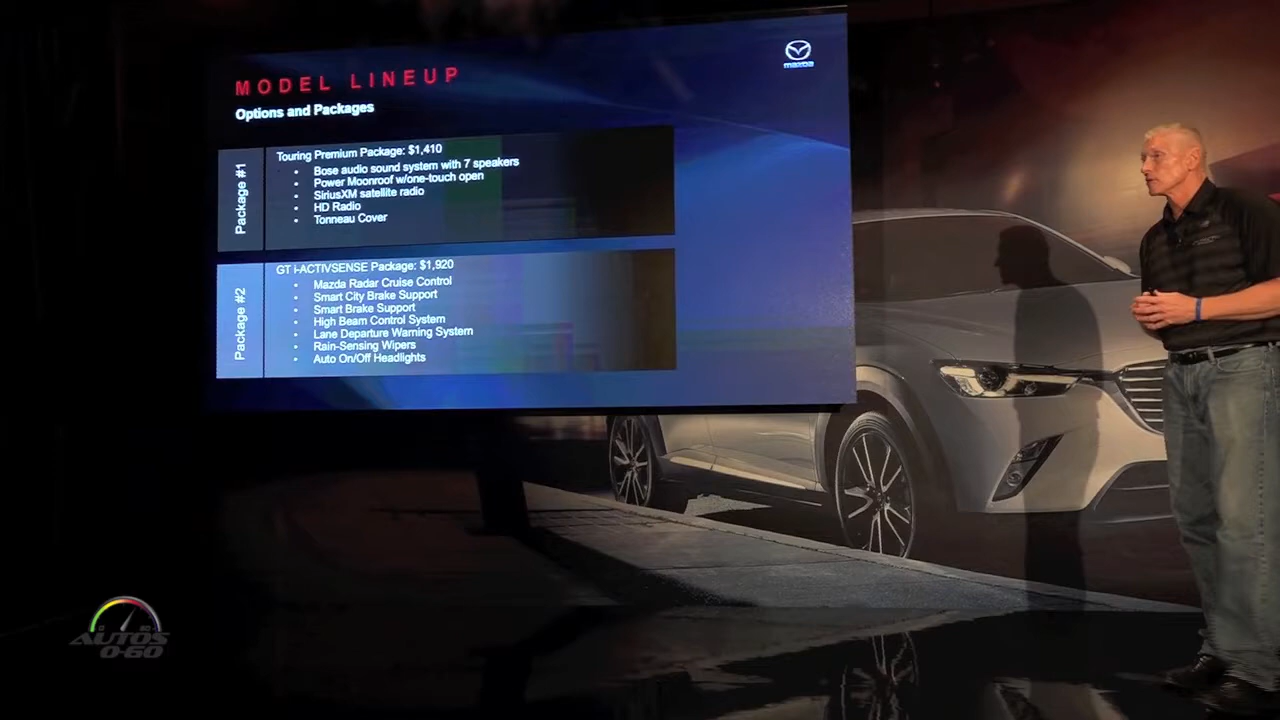 MODEL LINEUP
mazda
Options and Packages
Package #1
Touring Premium Package: $1,410
• Bose audio sound system with 7 speakers
• Power Moonroof w/one-touch open
• SiriusXM satellite radio
• HD Radio
• Tonneau Cover
Package #2
GT i-ACTIVSENSE Package: $1,920
• Mazda Radar Cruise Control
• Smart City Brake Support
• Smart Brake Support
• High Beam Control System
• Lane Departure Warning System
• Rain-Sensing Wipers
• Auto On/Off Headlights
AUTOS
0-60